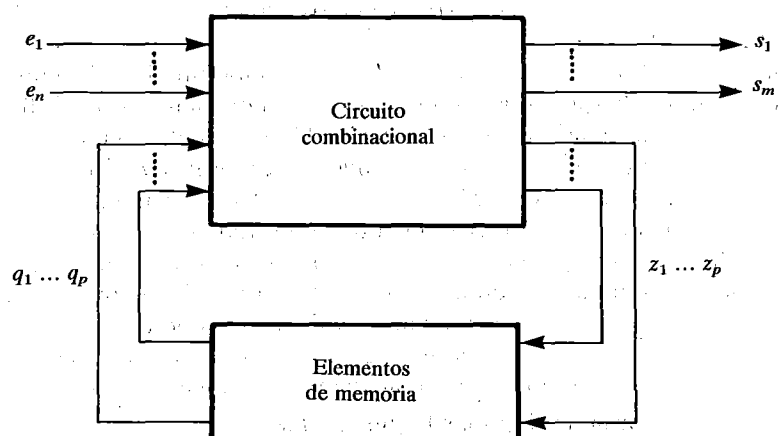 e₁
s₁
eₙ
sₘ
Circuito
combinacional
q₁ ... qₚ
z₁ ... zₚ
Elementos
de memoria